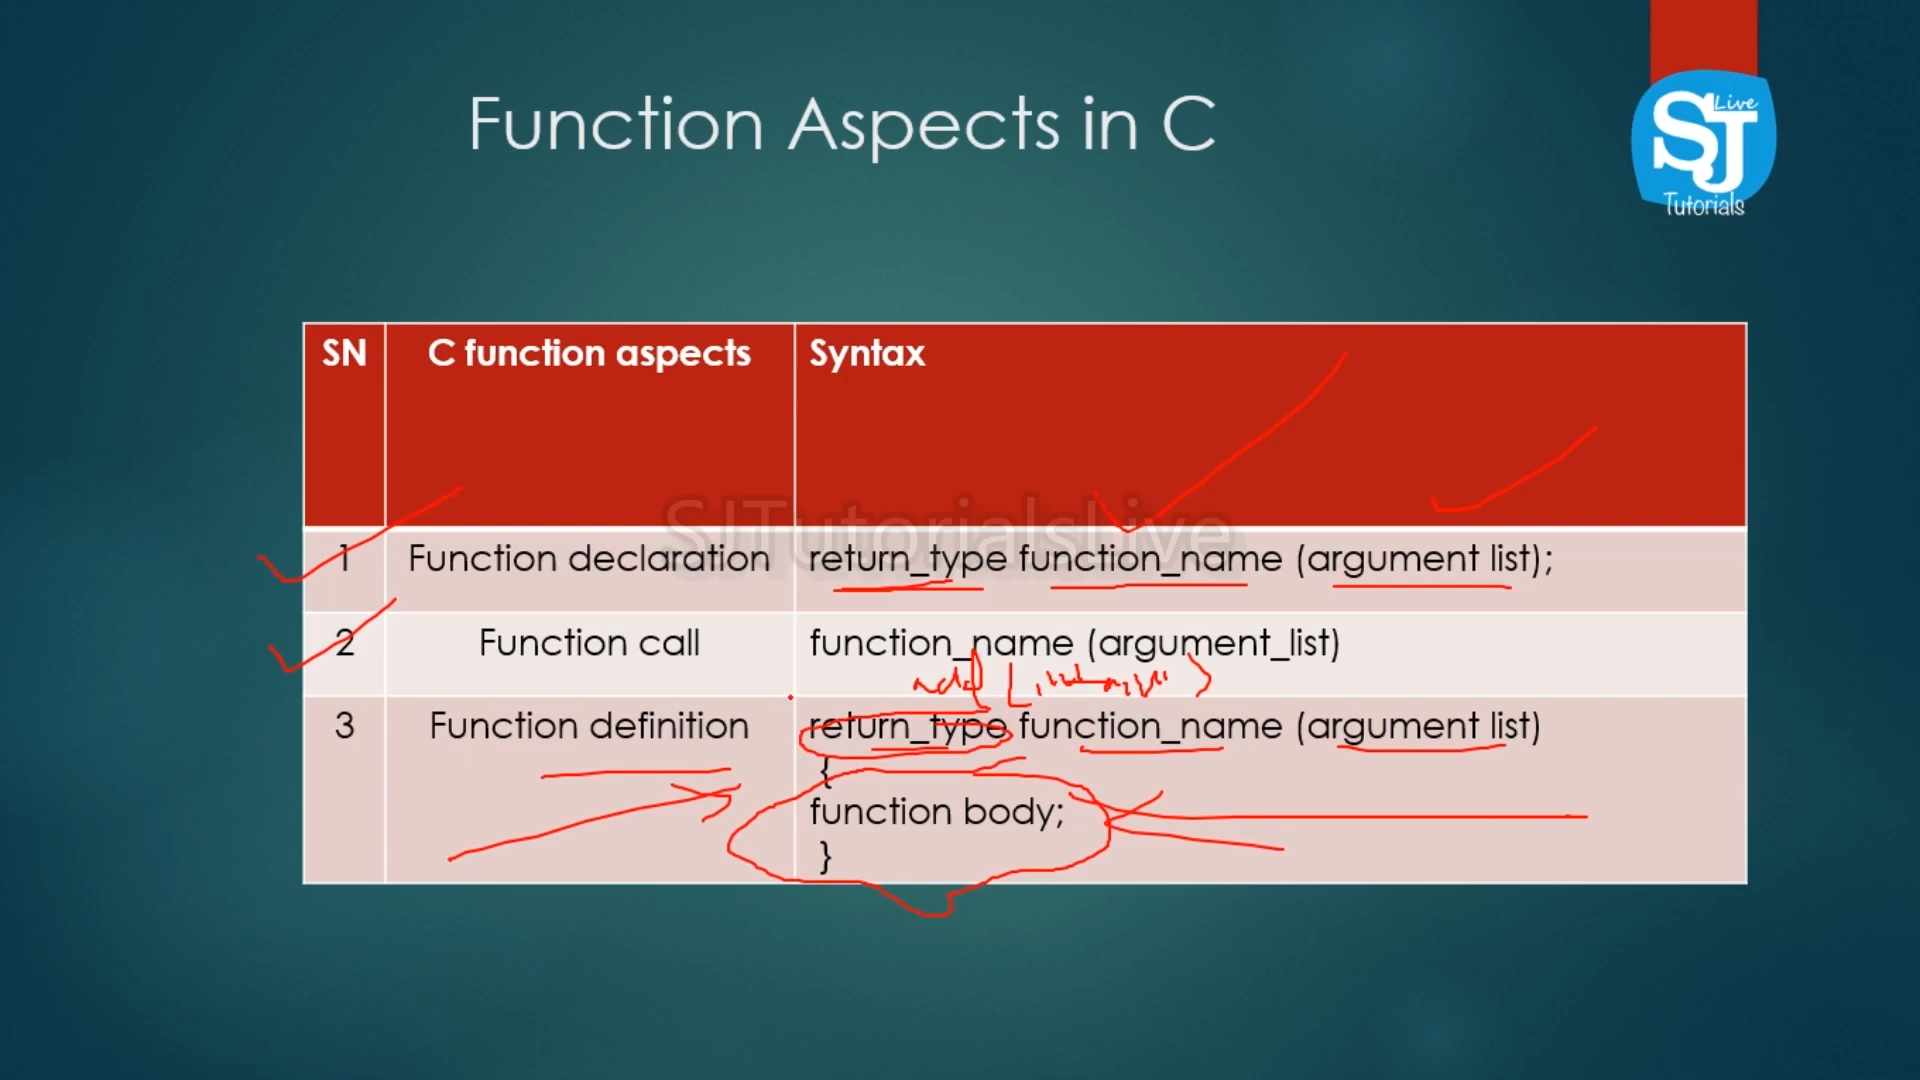 Function Aspects in C
Live
SJ
Tutorials
SN C function aspects Syntax
SJTutorialsLive
1 Function declaration return_type function_name (argument list);
2 Function call function_name (argument_list)
add
3 Function definition return_type function_name (argument list)
{
function body;
}